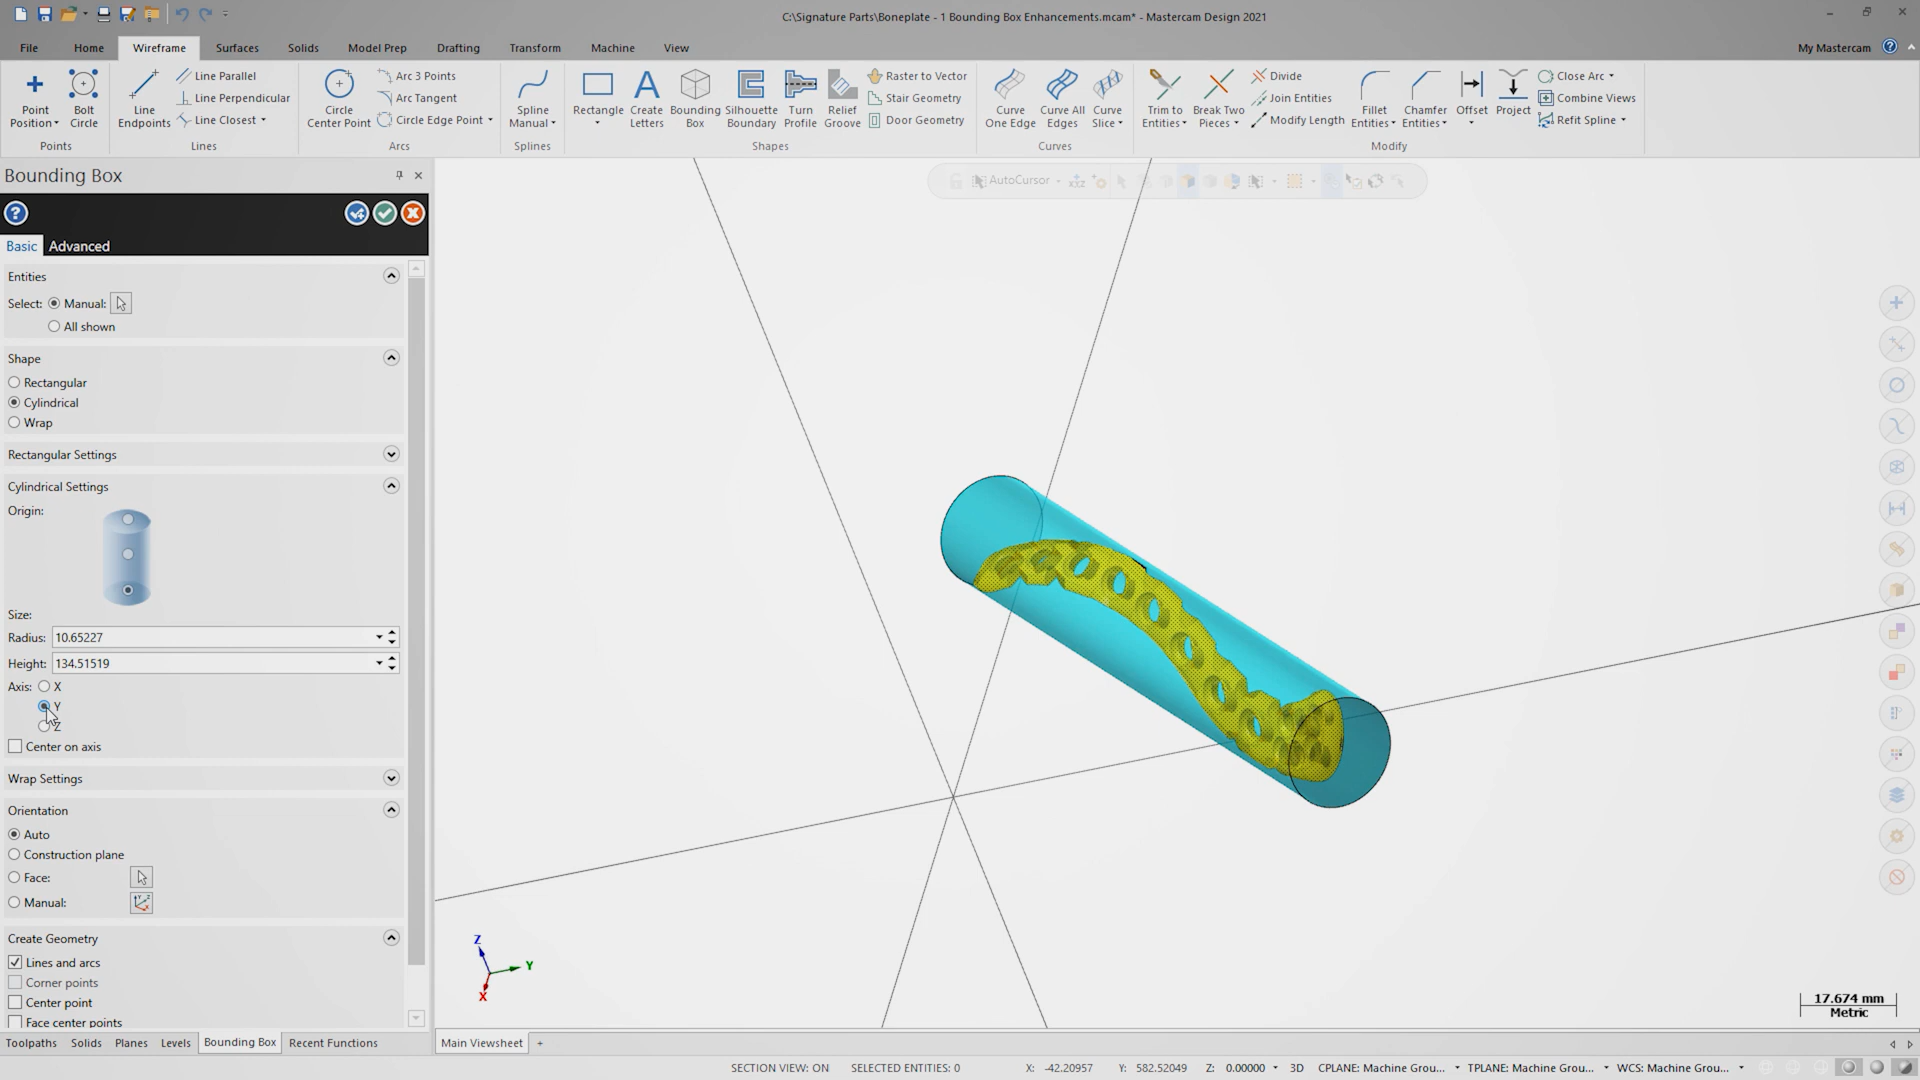 C:\Signature Parts\Boneplate - 1 Bounding Box Enhancements.mcam* - Mastercam Design 2021
File Home Wireframe Surfaces Solids Model Prep Drafting Transform Machine View My Mastercam
Point Position
Bolt Circle
Points
Line Endpoints
Line Parallel
Line Perpendicular
Line Closest
Lines
Circle Center Point
Arc 3 Points
Arc Tangent
Circle Edge Point
Arcs
Spline Manual
Splines
Rectangle
Create Letters
Bounding Box
Silhouette Boundary
Turn Profile
Relief Groove
Raster to Vector
Stair Geometry
Door Geometry
Shapes
Curve One Edge
Curve All Edges
Curve Slice
Curves
Trim to Entities
Break Two Pieces
Divide
Join Entities
Modify Length
Fillet Entities
Chamfer Entities
Offset
Project
Close Arc
Combine Views
Refit Spline
Modify
Bounding Box
AutoCursor
Basic Advanced
Entities
Select: Manual:
All shown
Shape
Rectangular
Cylindrical
Wrap
Rectangular Settings
Cylindrical Settings
Origin:
Size:
Radius: 10.65227
Height: 134.51519
Axis: X
Y
Z
Center on axis
Wrap Settings
Orientation
Auto
Construction plane
Face:
Manual:
Create Geometry
Lines and arcs
Corner points
Center point
Face center points
Z
Y
X
17.674 mm
Metric
Toolpaths Solids Planes Levels Bounding Box Recent Functions Main Viewsheet +
SECTION VIEW: ON SELECTED ENTITIES: 0 X: -42.20957 Y: 582.52049 Z: 0.00000 3D CPLANE: Machine Grou... TPLANE: Machine Grou... WCS: Machine Grou...